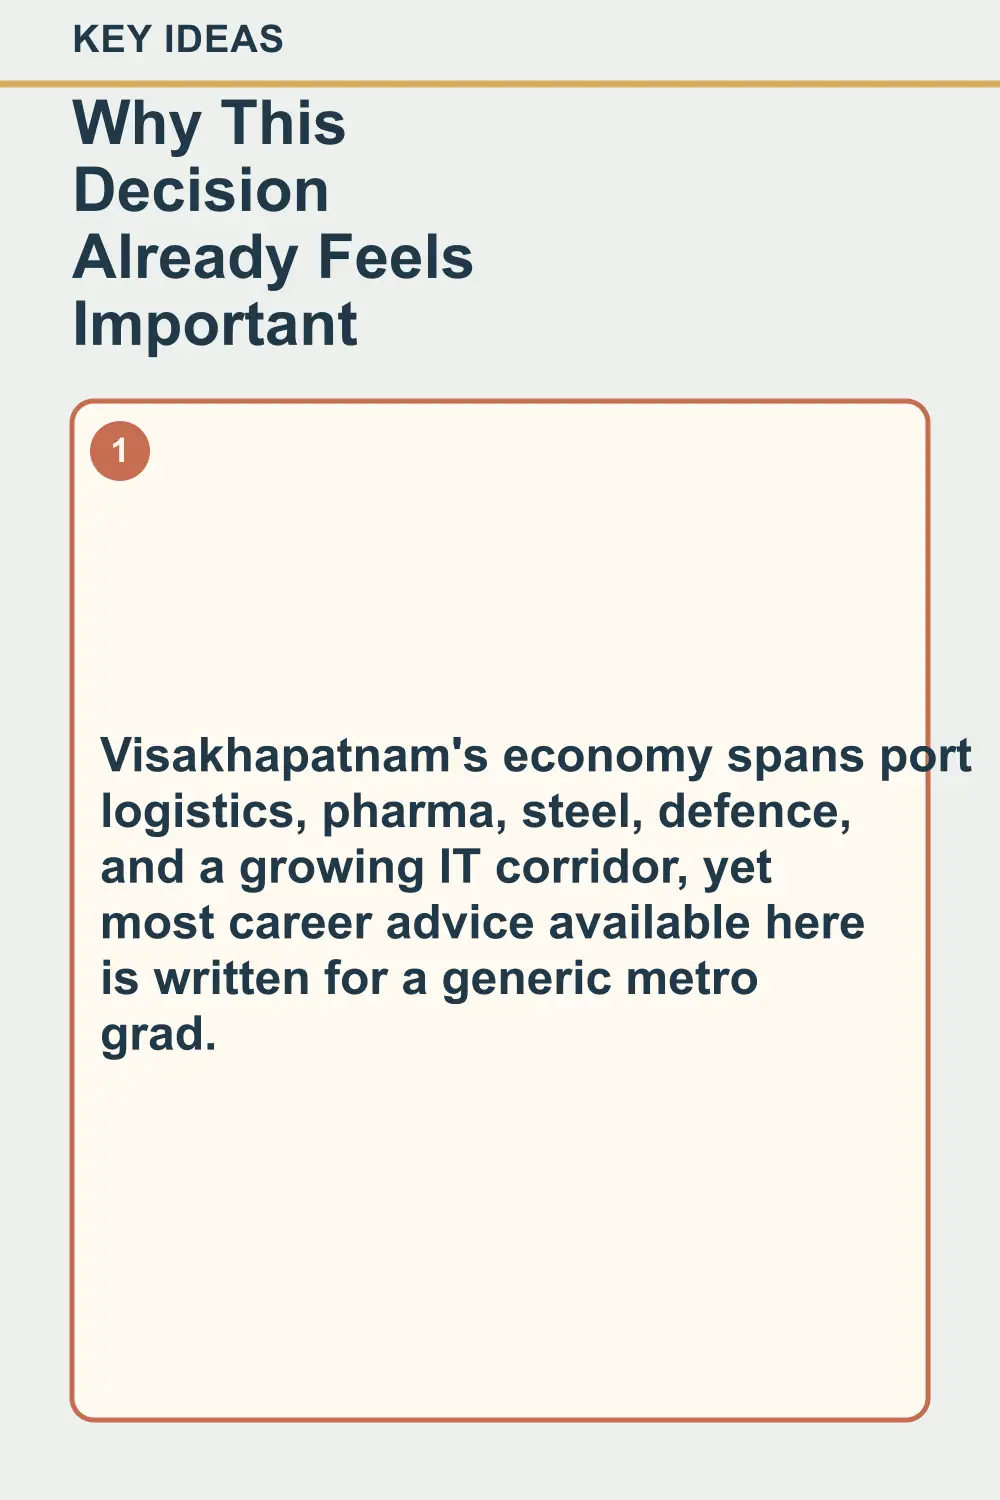 KEY IDEAS
Why This
Decision
Already Feels
Important
1
Visakhapatnam's economy spans port
logistics, pharma, steel, defence,
and a growing IT corridor, yet
most career advice available here
is written for a generic metro
grad.